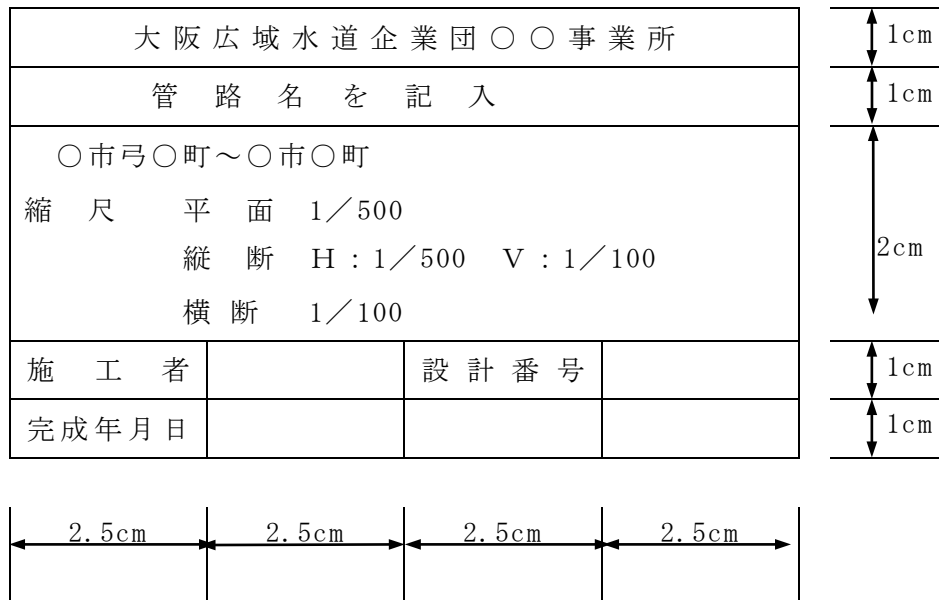 大阪広域水道企業団○○事業所
1cm
管路名を記入
1cm
○市弓○町～○市○町
縮尺 平面 1／500
縦断 H：1／500 V：1／100
横断 1／100
2cm
施工者 設計番号
1cm
完成年月日
1cm
2.5cm 2.5cm 2.5cm 2.5cm